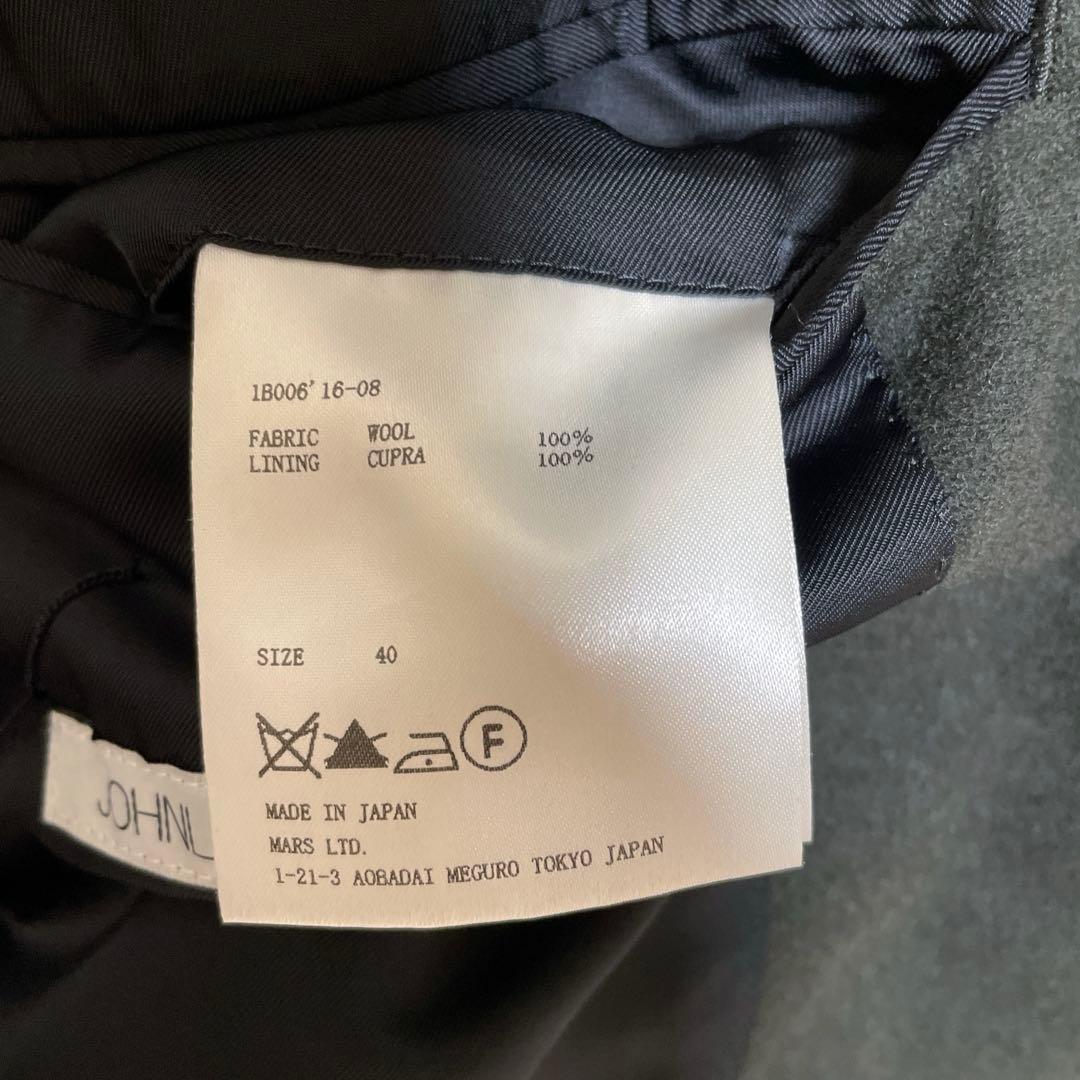 1B006' 16-08
FABRIC WOOL 100%
LINING CUPRA 100%
SIZE 40
F
MADE IN JAPAN
MARS LTD.
1-21-3 AOBADAI MEGURO TOKYO JAPAN
JOHNL